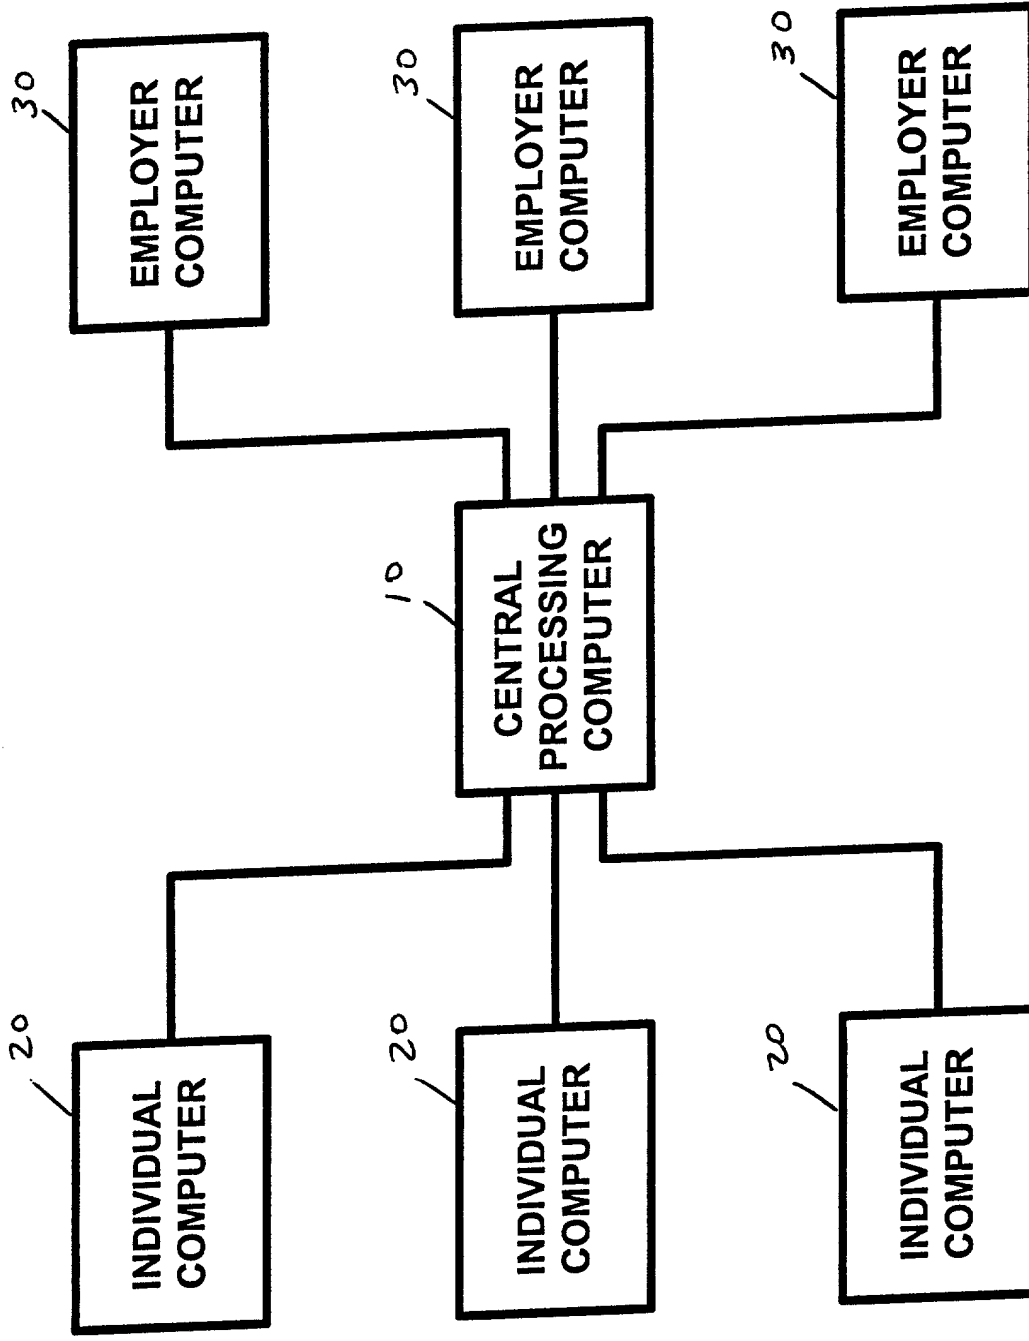 20
INDIVIDUAL
COMPUTER
20
INDIVIDUAL
COMPUTER
20
INDIVIDUAL
COMPUTER
10
CENTRAL
PROCESSING
COMPUTER
30
EMPLOYER
COMPUTER
30
EMPLOYER
COMPUTER
30
EMPLOYER
COMPUTER